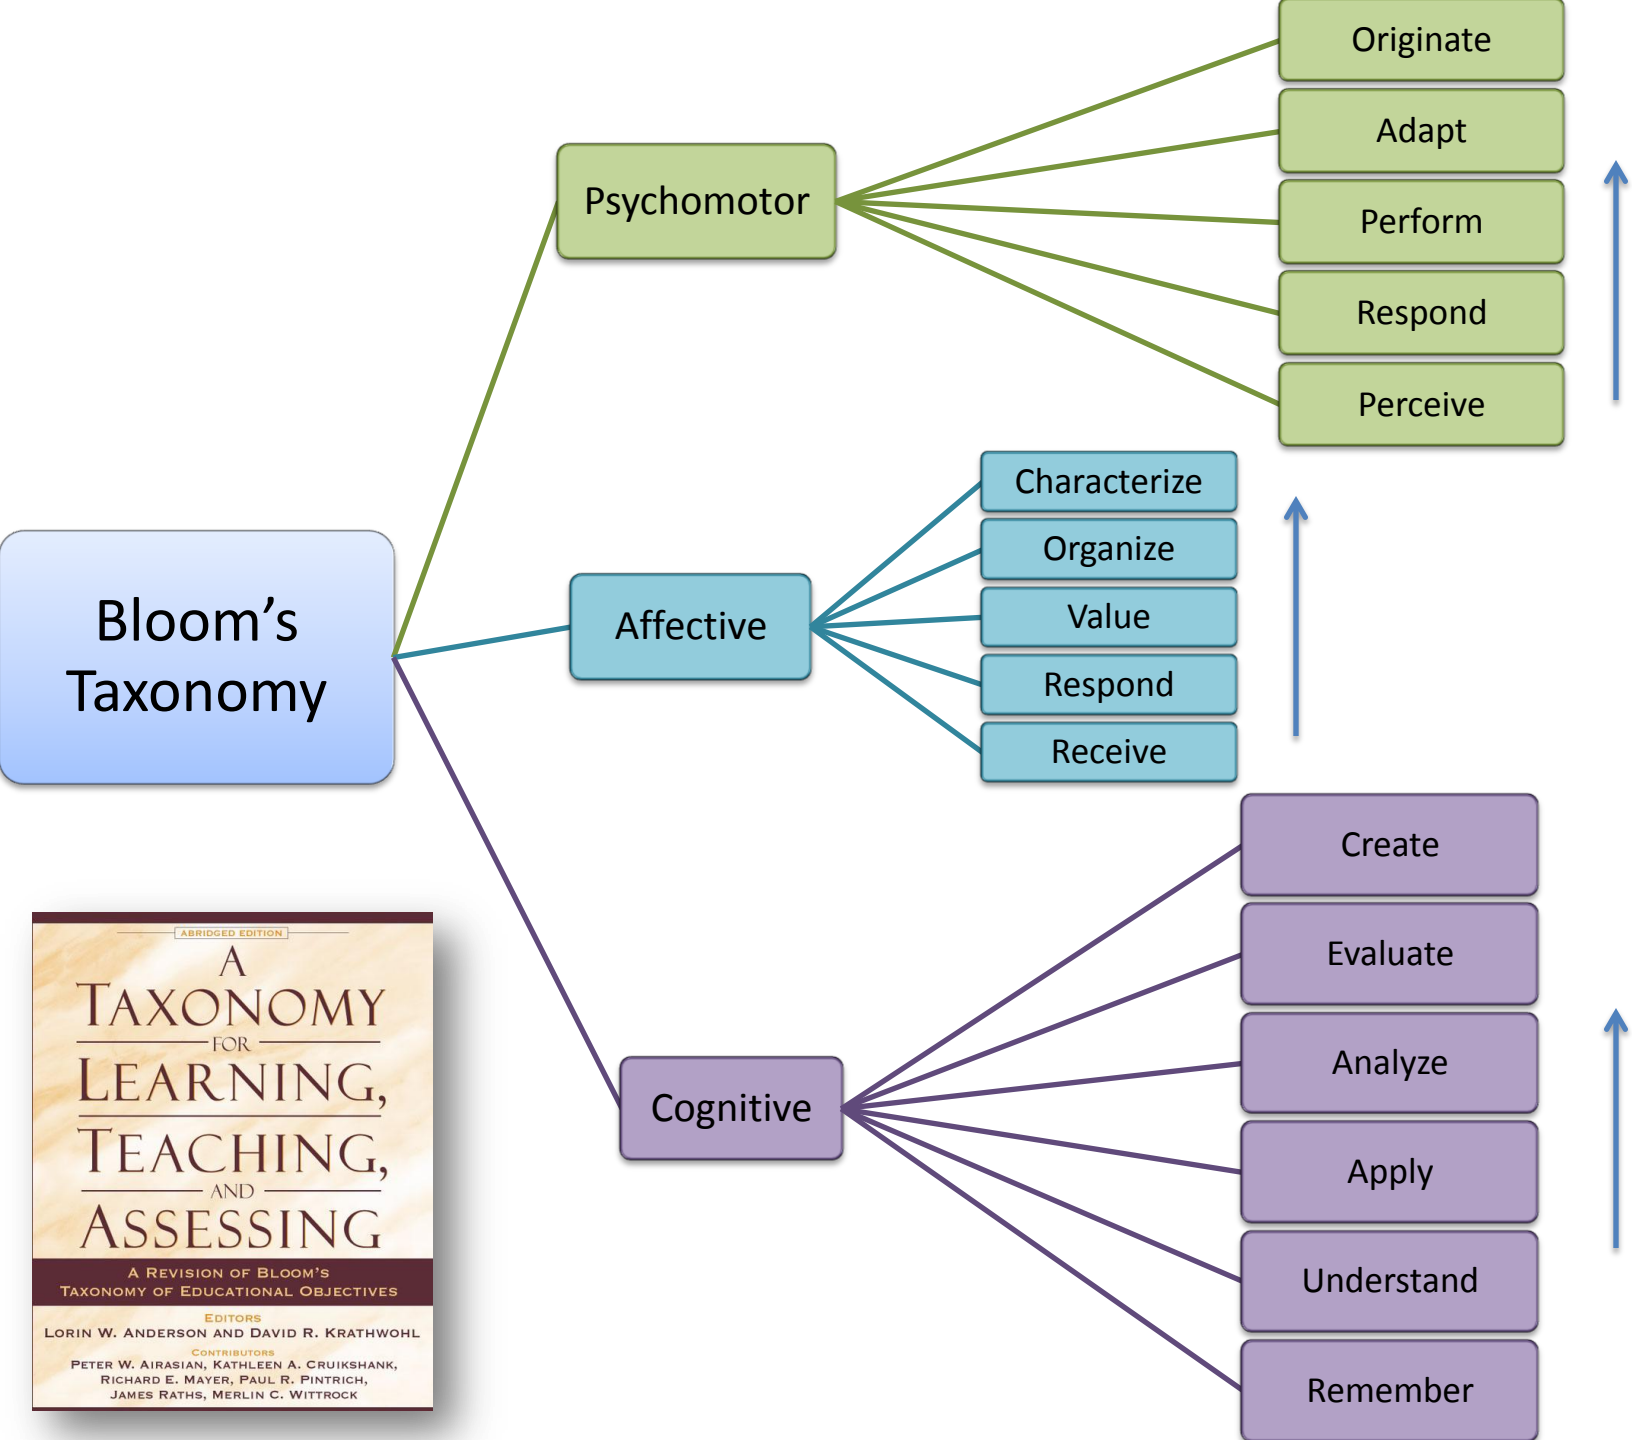 Originate
Adapt
Psychomotor
Perform
Respond
Perceive
Characterize
Organize
Affective
Value
Respond
Receive
Bloom’s
Taxonomy
Create
Evaluate
Analyze
Cognitive
Apply
Understand
Remember
ABRIDGED EDITION
A
TAXONOMY
FOR
LEARNING,
TEACHING,
AND
ASSESSING
A REVISION OF BLOOM'S
TAXONOMY OF EDUCATIONAL OBJECTIVES
EDITORS
LORIN W. ANDERSON AND DAVID R. KRATHWOHL
CONTRIBUTORS
PETER W. AIRASIAN, KATHLEEN A. CRUIKSHANK,
RICHARD E. MAYER, PAUL R. PINTRICH,
JAMES RATHS, MERLIN C. WITTROCK